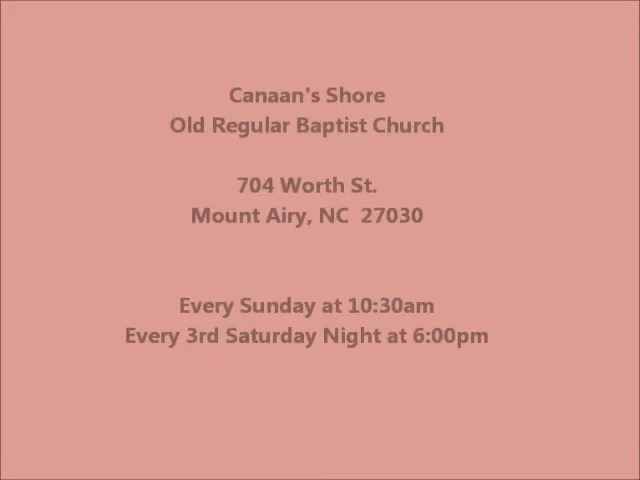 Canaan's Shore
Old Regular Baptist Church
704 Worth St.
Mount Airy, NC  27030
Every Sunday at 10:30am
Every 3rd Saturday Night at 6:00pm